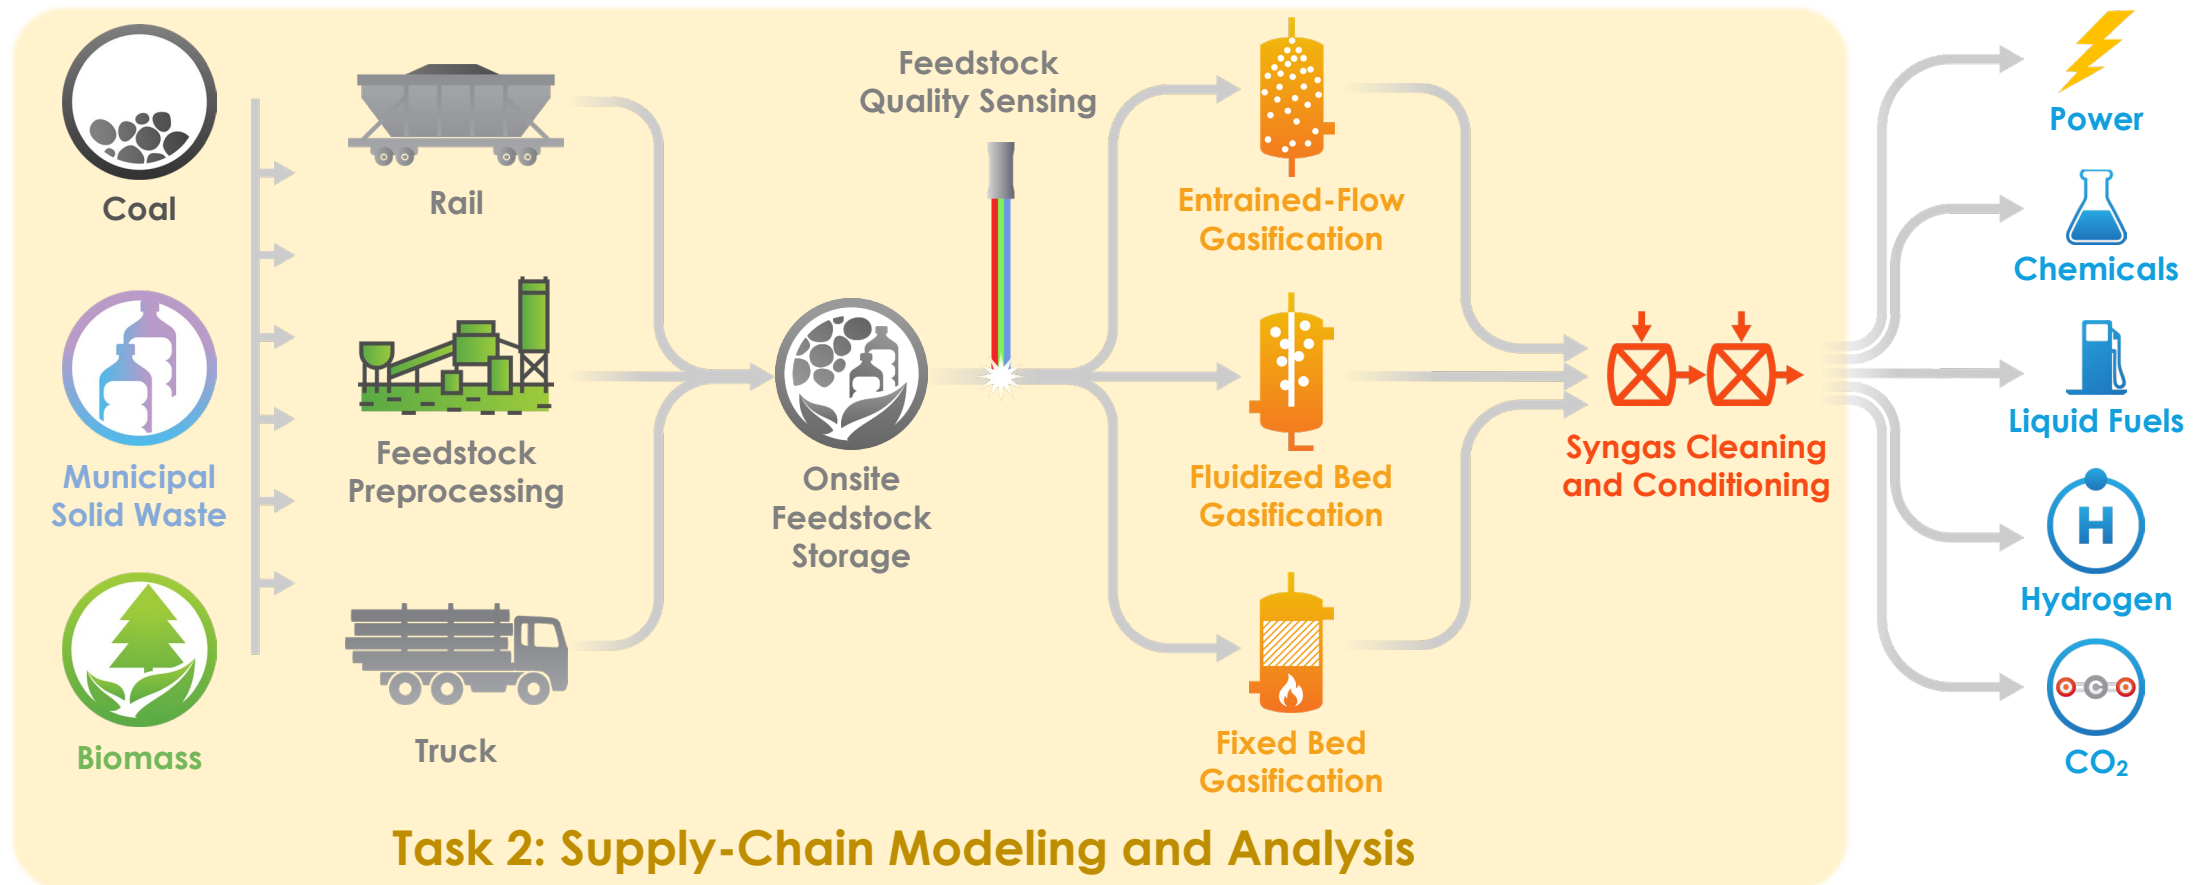 Coal
Municipal
Solid Waste
Biomass
Rail
Feedstock
Preprocessing
Truck
Onsite
Feedstock
Storage
Feedstock
Quality Sensing
Entrained-Flow
Gasification
Fluidized Bed
Gasification
Fixed Bed
Gasification
Syngas Cleaning
and Conditioning
Power
Chemicals
Liquid Fuels
H
Hydrogen
C
CO₂
Task 2: Supply-Chain Modeling and Analysis